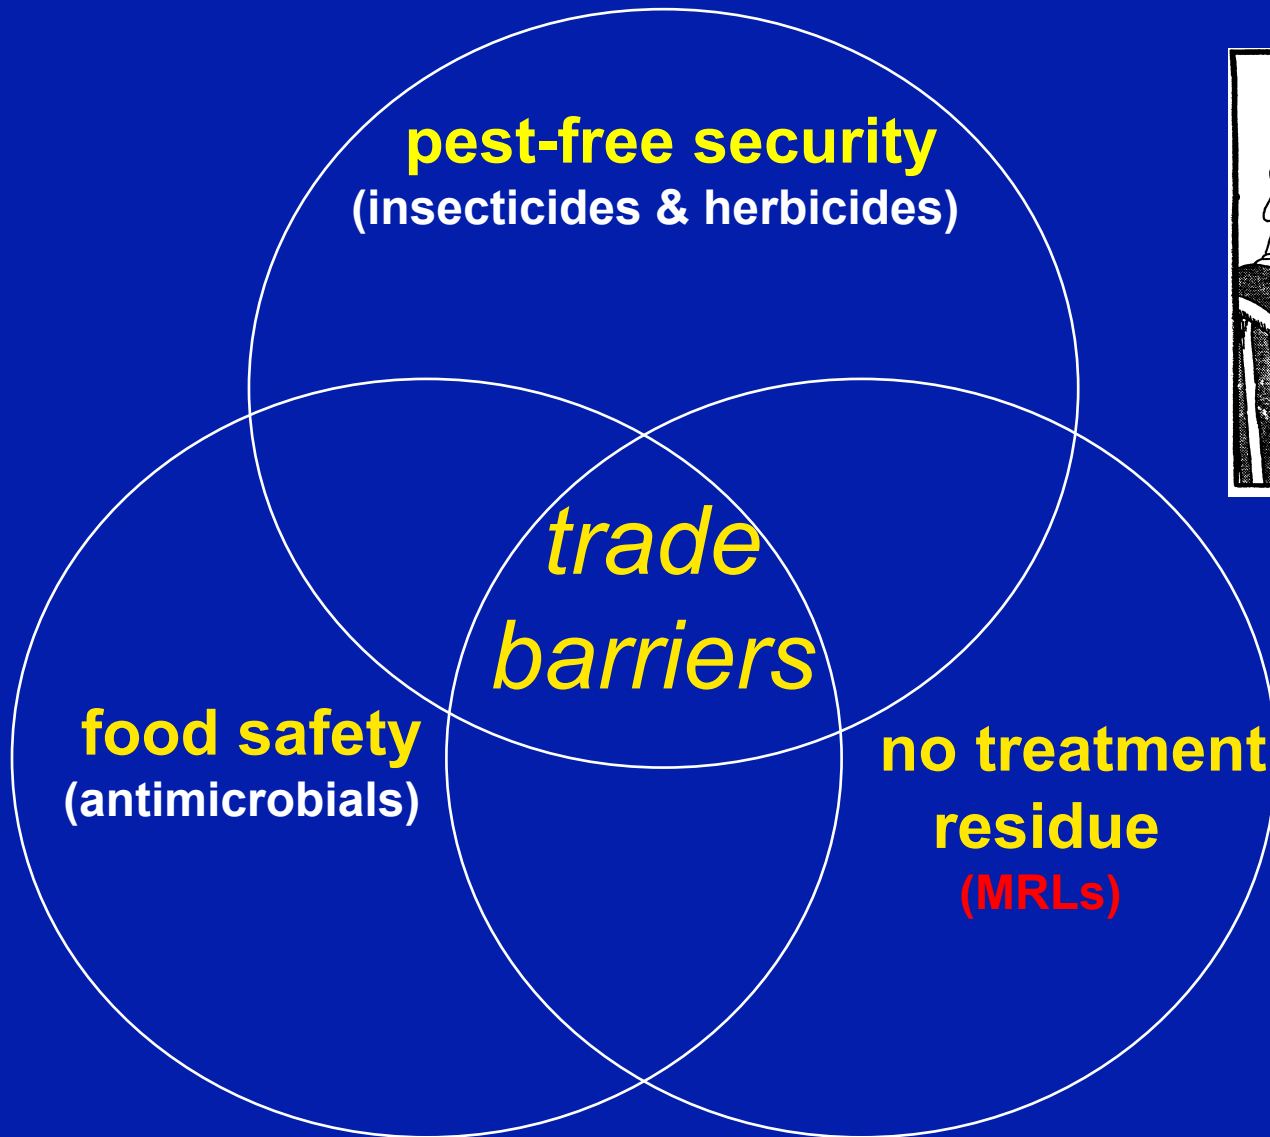 pest-free security
(insecticides & herbicides)
trade
barriers
food safety
(antimicrobials)
no treatment
residue
(MRLs)